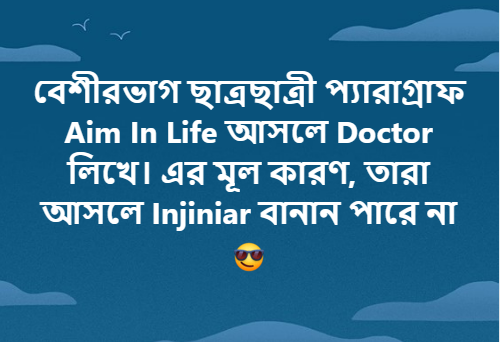 বেশীরভাগ ছাত্রছাত্রী প্যারাগ্রাফ
Aim In Life আসলে Doctor
লিখে। এর মূল কারণ, তারা
আসলে Injiniar বানান পারে না
😎